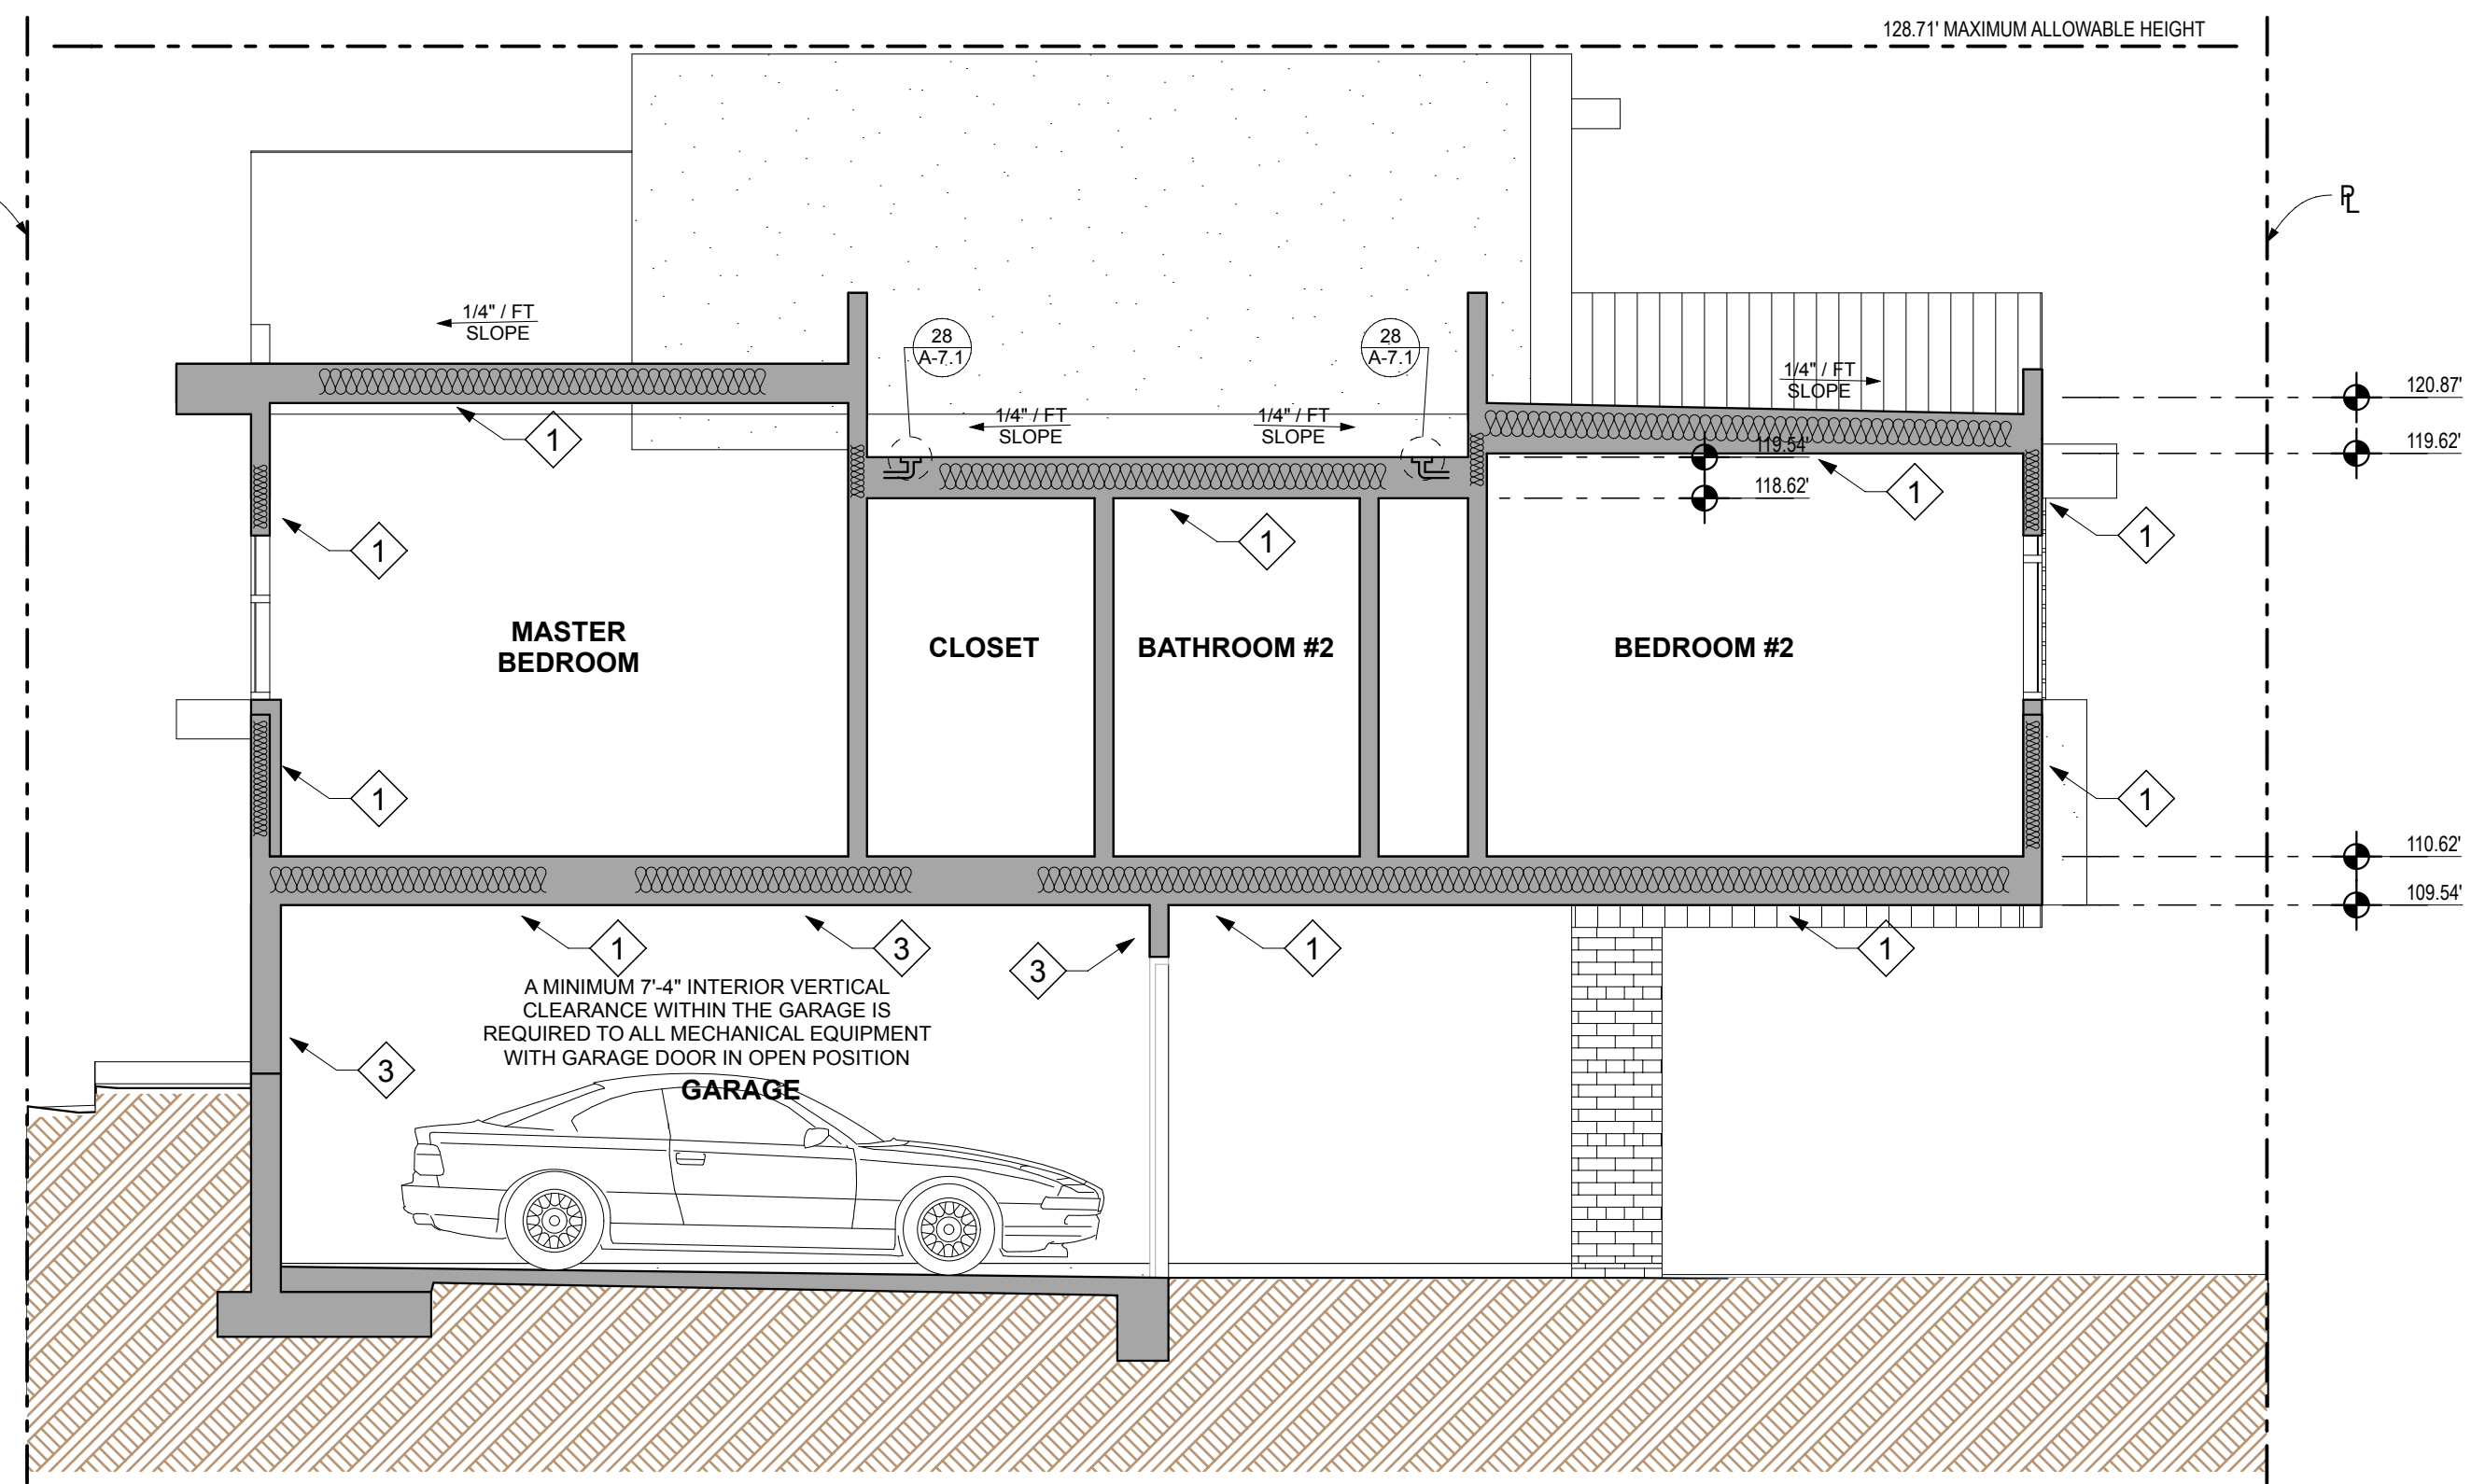 128.71' MAXIMUM ALLOWABLE HEIGHT
PL
1/4" / FT
SLOPE
28
A-7.1
28
A-7.1
1/4" / FT
SLOPE
120.87'
1/4" / FT
SLOPE
1/4" / FT
SLOPE
1
119.54'
119.62'
118.62'
1
1
1
1
1
MASTER
BEDROOM
CLOSET
BATHROOM #2
BEDROOM #2
1
1
110.62'
109.54'
1
3
3
1
1
A MINIMUM 7'-4" INTERIOR VERTICAL
CLEARANCE WITHIN THE GARAGE IS
REQUIRED TO ALL MECHANICAL EQUIPMENT
WITH GARAGE DOOR IN OPEN POSITION
3
GARAGE